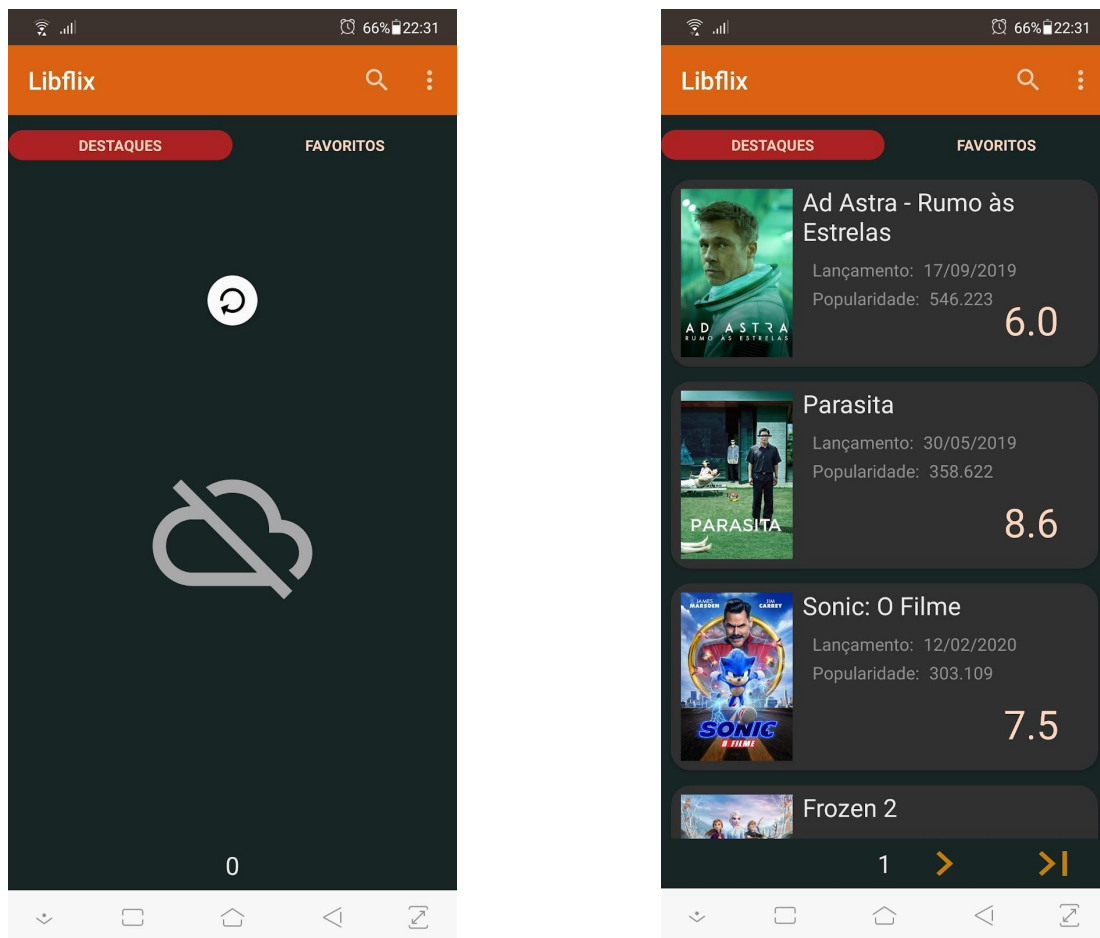 66% 22:31
Libflix
DESTAQUES FAVORITOS
0
66% 22:31
Libflix
DESTAQUES FAVORITOS
AD ASTRA
RUMO ÀS ESTRELAS
Ad Astra - Rumo às
Estrelas
Lançamento: 17/09/2019
Popularidade: 546.223
6.0
PARASITA
Parasita
Lançamento: 30/05/2019
Popularidade: 358.622
8.6
JAMES MARSDEN
JIM CARREY
SONIC
O FILME
Sonic: O Filme
Lançamento: 12/02/2020
Popularidade: 303.109
7.5
Frozen 2
1